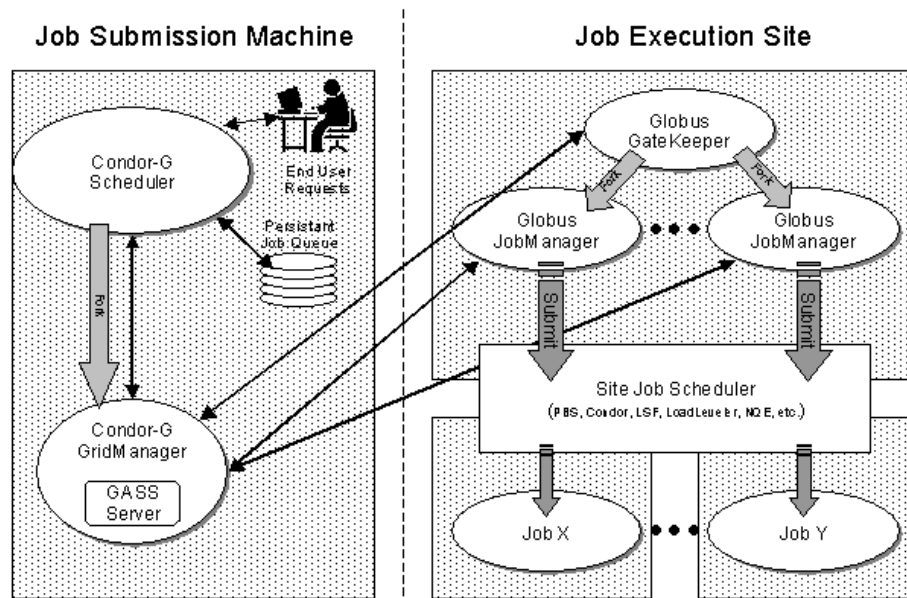 Job Submission Machine
Job Execution Site
Condor-G
Scheduler
End User
Requests
Persistant
Job Queue
Fork
Condor-G
GridManager
GASS
Server
Globus
GateKeeper
Fork
Fork
Globus
JobManager
Globus
JobManager
Submit
Submit
Site Job Scheduler
(PBS, Condor, LSF, LoadLeveler, NQE, etc.)
Job X
Job Y